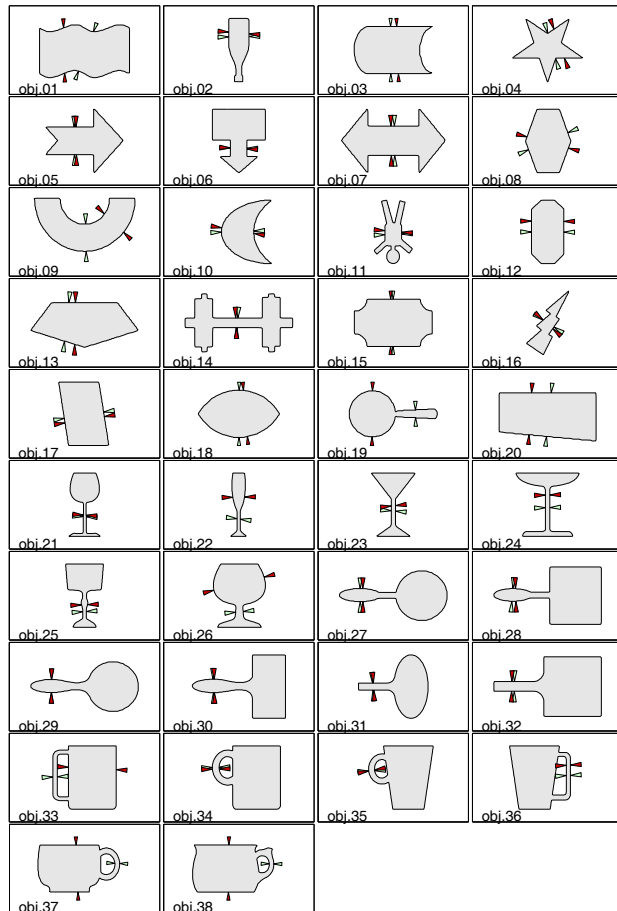 obj.01 obj.02 obj.03 obj.04
obj.05 obj.06 obj.07 obj.08
obj.09 obj.10 obj.11 obj.12
obj.13 obj.14 obj.15 obj.16
obj.17 obj.18 obj.19 obj.20
obj.21 obj.22 obj.23 obj.24
obj.25 obj.26 obj.27 obj.28
obj.29 obj.30 obj.31 obj.32
obj.33 obj.34 obj.35 obj.36
obj.37 obj.38